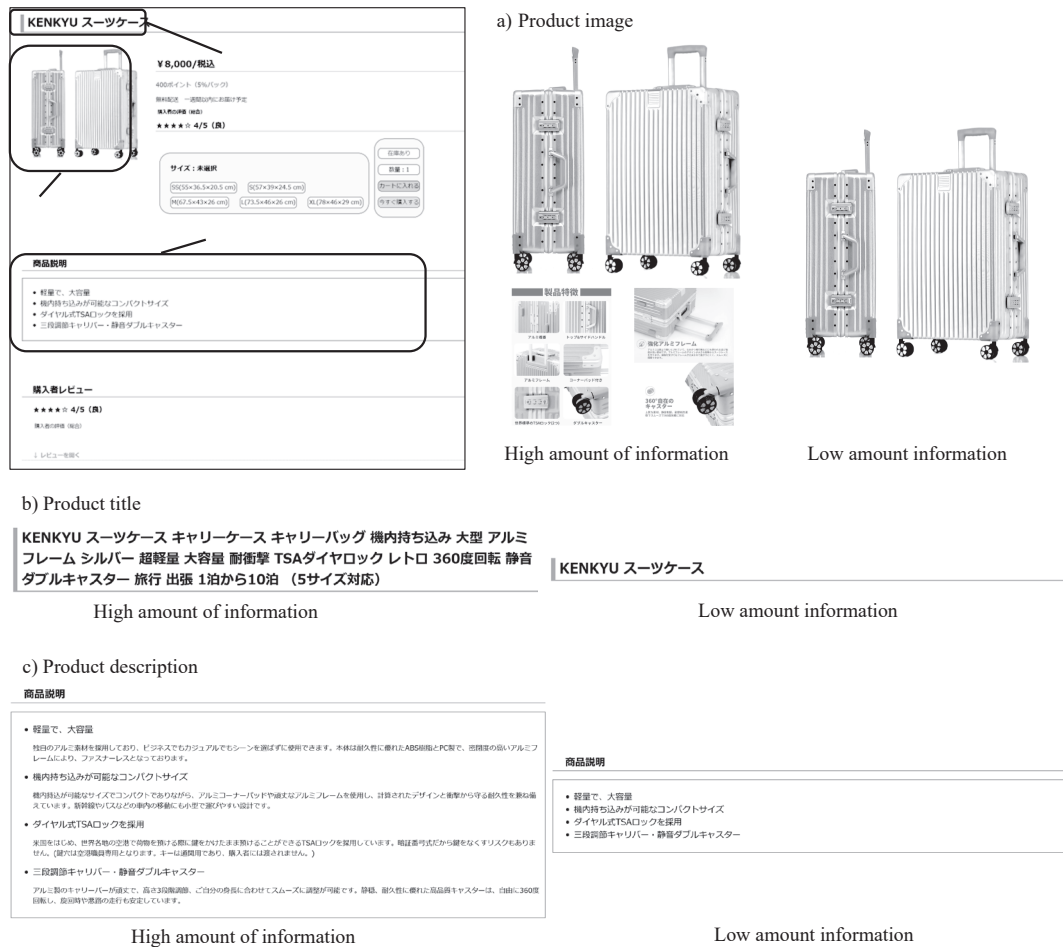 KENKYU スーツケース
¥8,000/税込
400ポイント（5%バック）
無料配送　一週間以内にお届け予定
購入者の評価（総合）
★★★★☆ 4/5（良）
サイズ：未選択
SS(55×36.5×20.5 cm)
S(57×39×24.5 cm)
M(67.5×43×26 cm)
L(73.5×46×26 cm)
XL(78×46×29 cm)
在庫あり
数量：1
カートに入れる
今すぐ購入する
商品説明
• 軽量で、大容量
• 機内持ち込みが可能なコンパクトサイズ
• ダイヤル式TSAロックを採用
• 三段調節キャリバー・静音ダブルキャスター
購入者レビュー
★★★★☆ 4/5（良）
購入者の評価（総合）
↓ レビューを開く
a) Product image
製品特徴
アルミフレーム
コーナーパッド付き
ダブルキャスター
強化アルミフレーム
360°自在の
キャスター
High amount of information
Low amount information
b) Product title
KENKYU スーツケース キャリーケース キャリーバッグ 機内持ち込み 大型 アルミ
フレーム シルバー 超軽量 大容量 耐衝撃 TSAダイヤロック レトロ 360度回転 静音
ダブルキャスター 旅行 出張 1泊から10泊 （5サイズ対応）
High amount of information
KENKYU スーツケース
Low amount information
c) Product description
商品説明
• 軽量で、大容量
独自のアルミ素材を採用しており、ビジネスでもカジュアルでもシーンを選ばずに使用できます。本体は耐久性に優れたABS樹脂とPC製で、密閉度の高いアルミフ
レームにより、ファスナーレスとなっております。
• 機内持ち込みが可能なコンパクトサイズ
機内持込が可能なサイズでコンパクトでありながら、アルミコーナーパッドや頑丈なアルミフレームを使用し、計算されたデザインと衝撃から守る耐久性を兼ね備
えています。新幹線やバスなどの車内の移動にも小型で運びやすい設計です。
• ダイヤル式TSAロックを採用
米国をはじめ、世界各地の空港で荷物を預ける際に鍵をかけたまま預けることができるTSAロックを採用しています。暗証番号式だから鍵をなくすリスクもありま
せん。(鍵穴は空港職員専用となります。キーは通関用であり、購入者には渡されません。)
• 三段調節キャリバー・静音ダブルキャスター
アルミ製のキャリーバーが頑丈で、高さ3段階調節、ご自分の身長に合わせてスムーズに調整が可能です。静穏、耐久性に優れた高品質キャスターは、自由に360度
回転し、旋回時や悪路の走行も安定しています。
High amount of information
商品説明
• 軽量で、大容量
• 機内持ち込みが可能なコンパクトサイズ
• ダイヤル式TSAロックを採用
• 三段調節キャリバー・静音ダブルキャスター
Low amount information